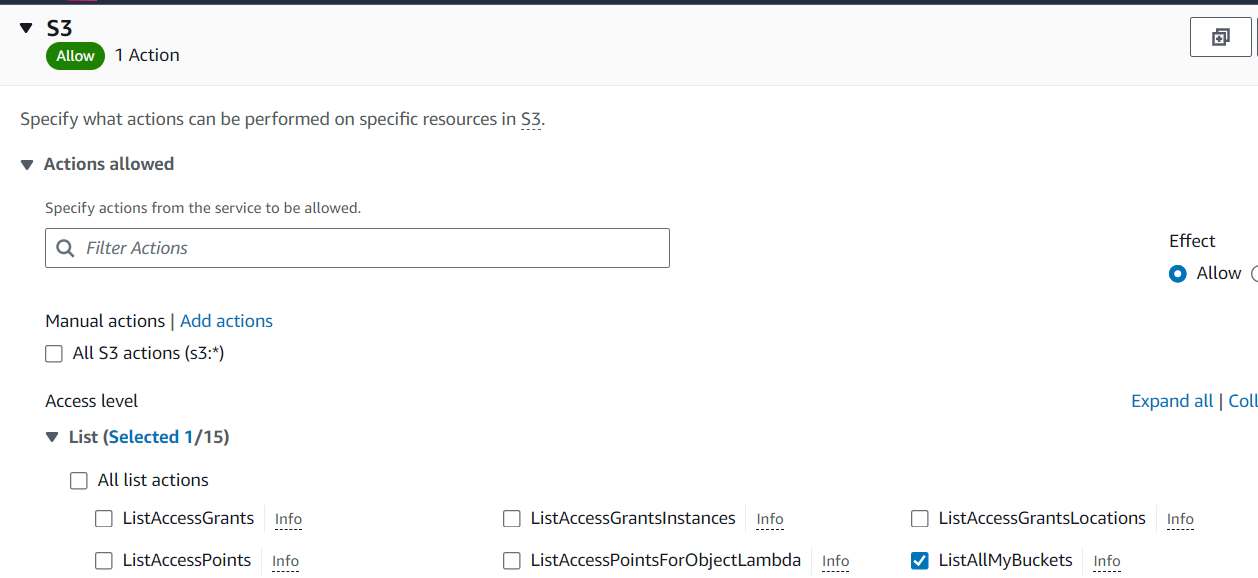 S3
Allow 1 Action
Specify what actions can be performed on specific resources in S3.
Actions allowed
Specify actions from the service to be allowed.
Filter Actions
Effect
Allow
Manual actions | Add actions
All S3 actions (s3:*)
Access level
Expand all | Coll
List (Selected 1/15)
All list actions
ListAccessGrants Info ListAccessGrantsInstances Info ListAccessGrantsLocations Info
ListAccessPoints Info ListAccessPointsForObjectLambda Info ListAllMyBuckets Info